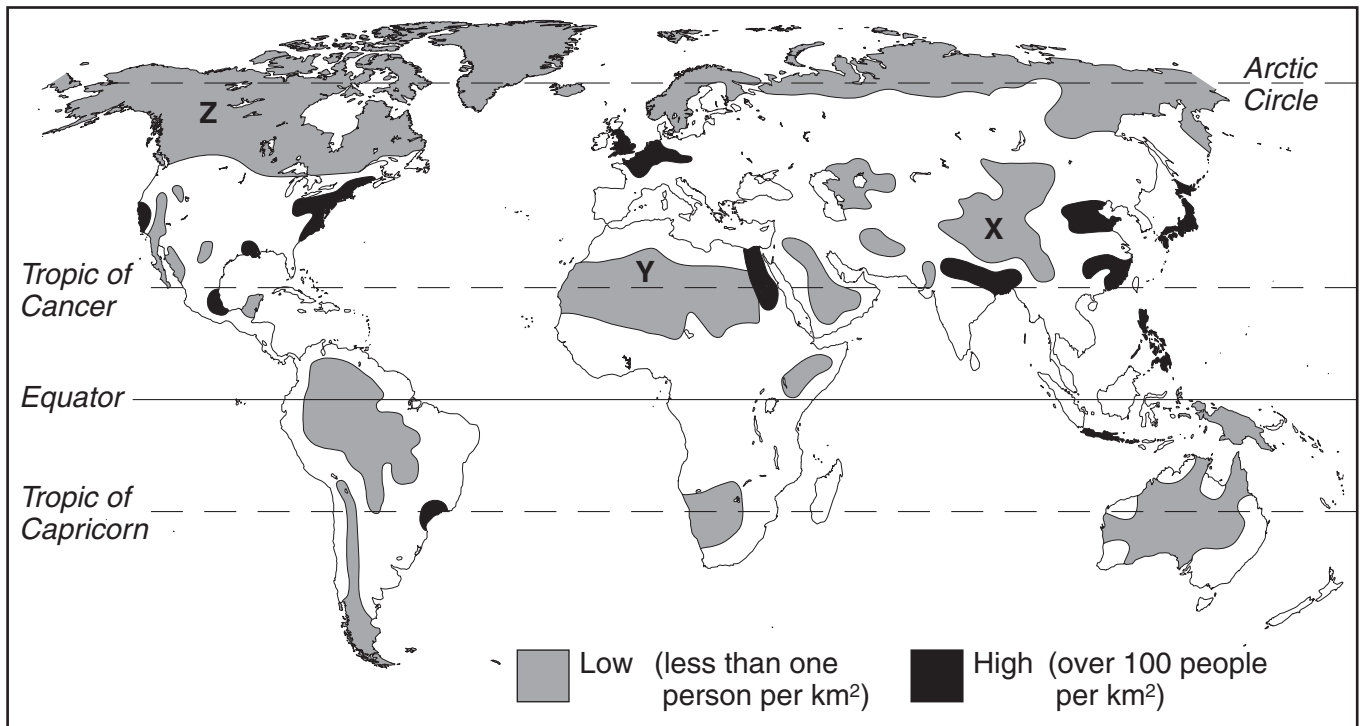 Arctic
Circle
Z
X
Y
Tropic of
Cancer
Equator
Tropic of
Capricorn
Low (less than one
person per km²)
High (over 100 people
per km²)